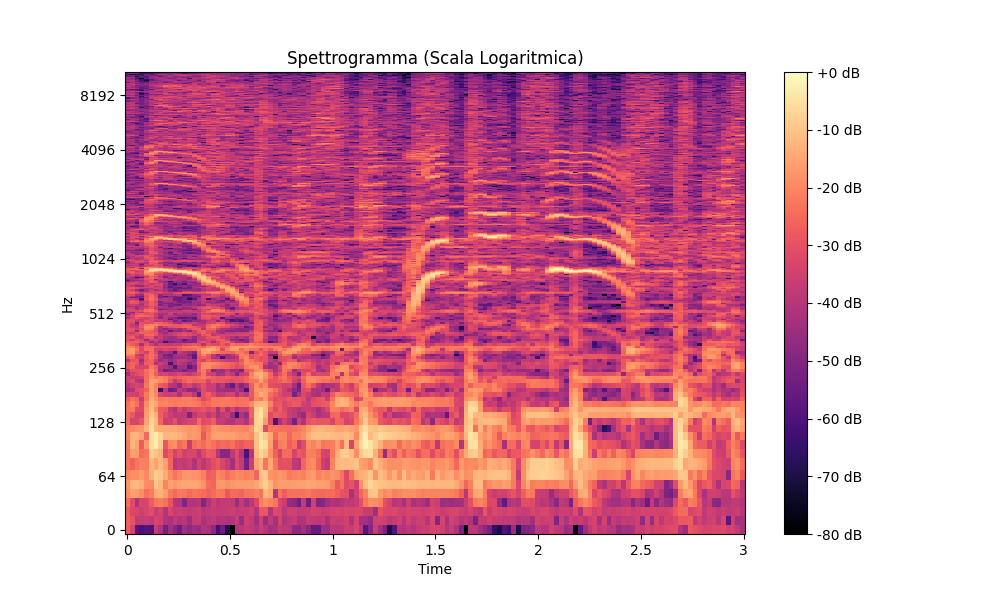 Spettrogramma (Scala Logaritmica)
Hz
8192
4096
2048
1024
512
256
128
64
0
0
0.5
1
1.5
2
2.5
3
Time
+0 dB
-10 dB
-20 dB
-30 dB
-40 dB
-50 dB
-60 dB
-70 dB
-80 dB